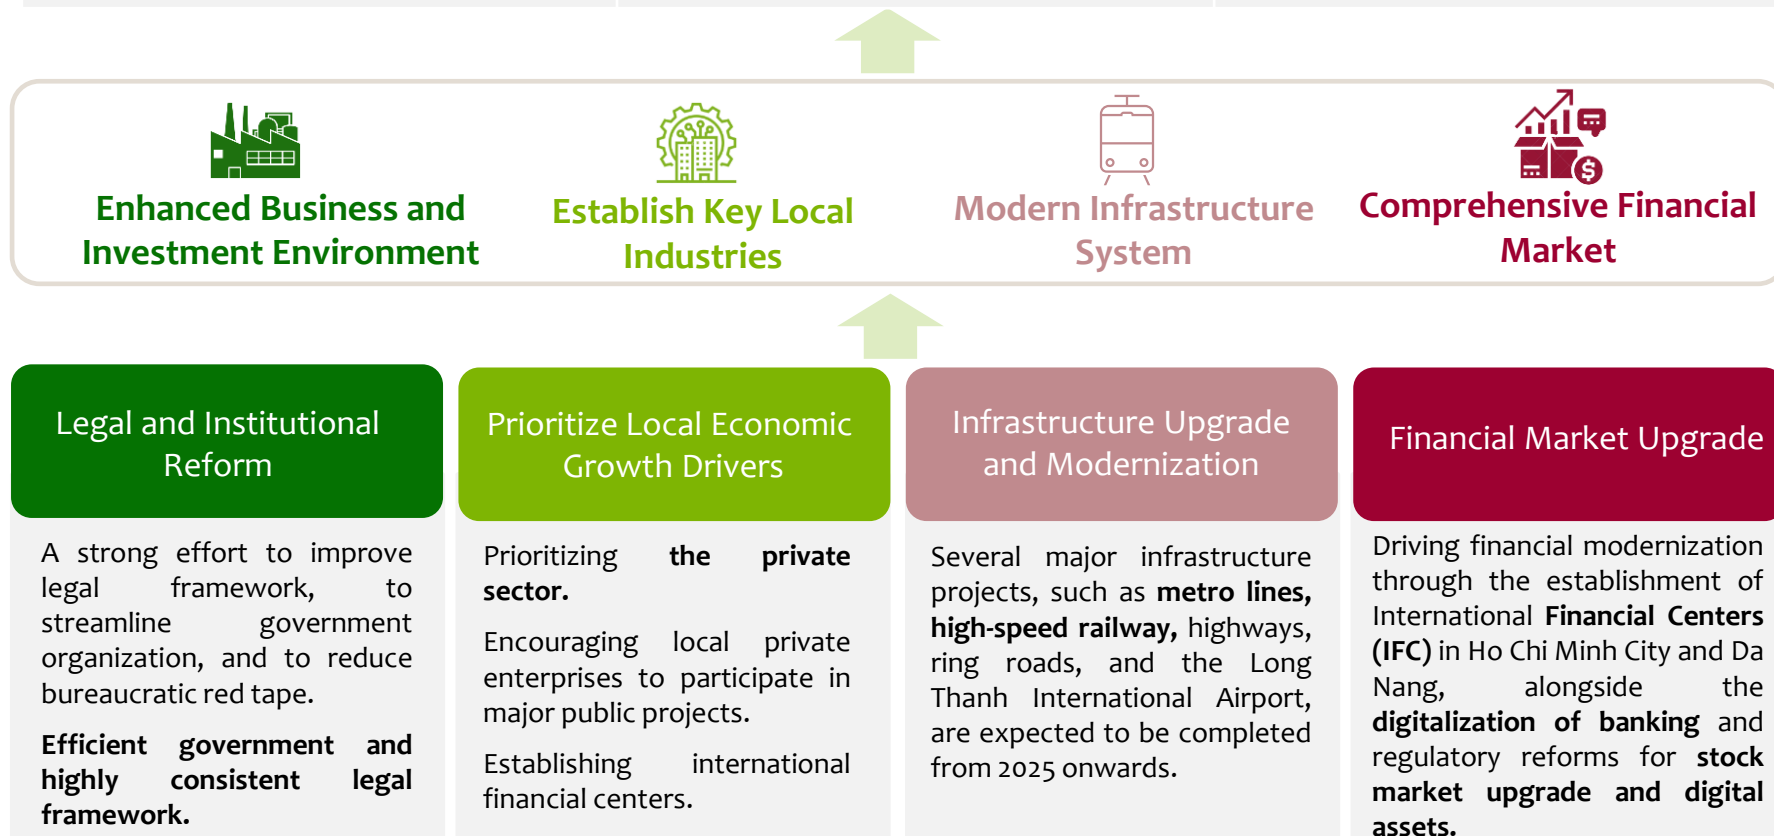 Enhanced Business and
Investment Environment
Establish Key Local
Industries
Modern Infrastructure
System
Comprehensive Financial
Market
Legal and Institutional
Reform
A strong effort to improve
legal framework, to
streamline government
organization, and to reduce
bureaucratic red tape.
Efficient government and
highly consistent legal
framework.
Prioritize Local Economic
Growth Drivers
Prioritizing the private
sector.
Encouraging local private
enterprises to participate in
major public projects.
Establishing international
financial centers.
Infrastructure Upgrade
and Modernization
Several major infrastructure
projects, such as metro lines,
high-speed railway, highways,
ring roads, and the Long
Thanh International Airport,
are expected to be completed
from 2025 onwards.
Financial Market Upgrade
Driving financial modernization
through the establishment of
International Financial Centers
(IFC) in Ho Chi Minh City and Da
Nang, alongside the
digitalization of banking and
regulatory reforms for stock
market upgrade and digital
assets.